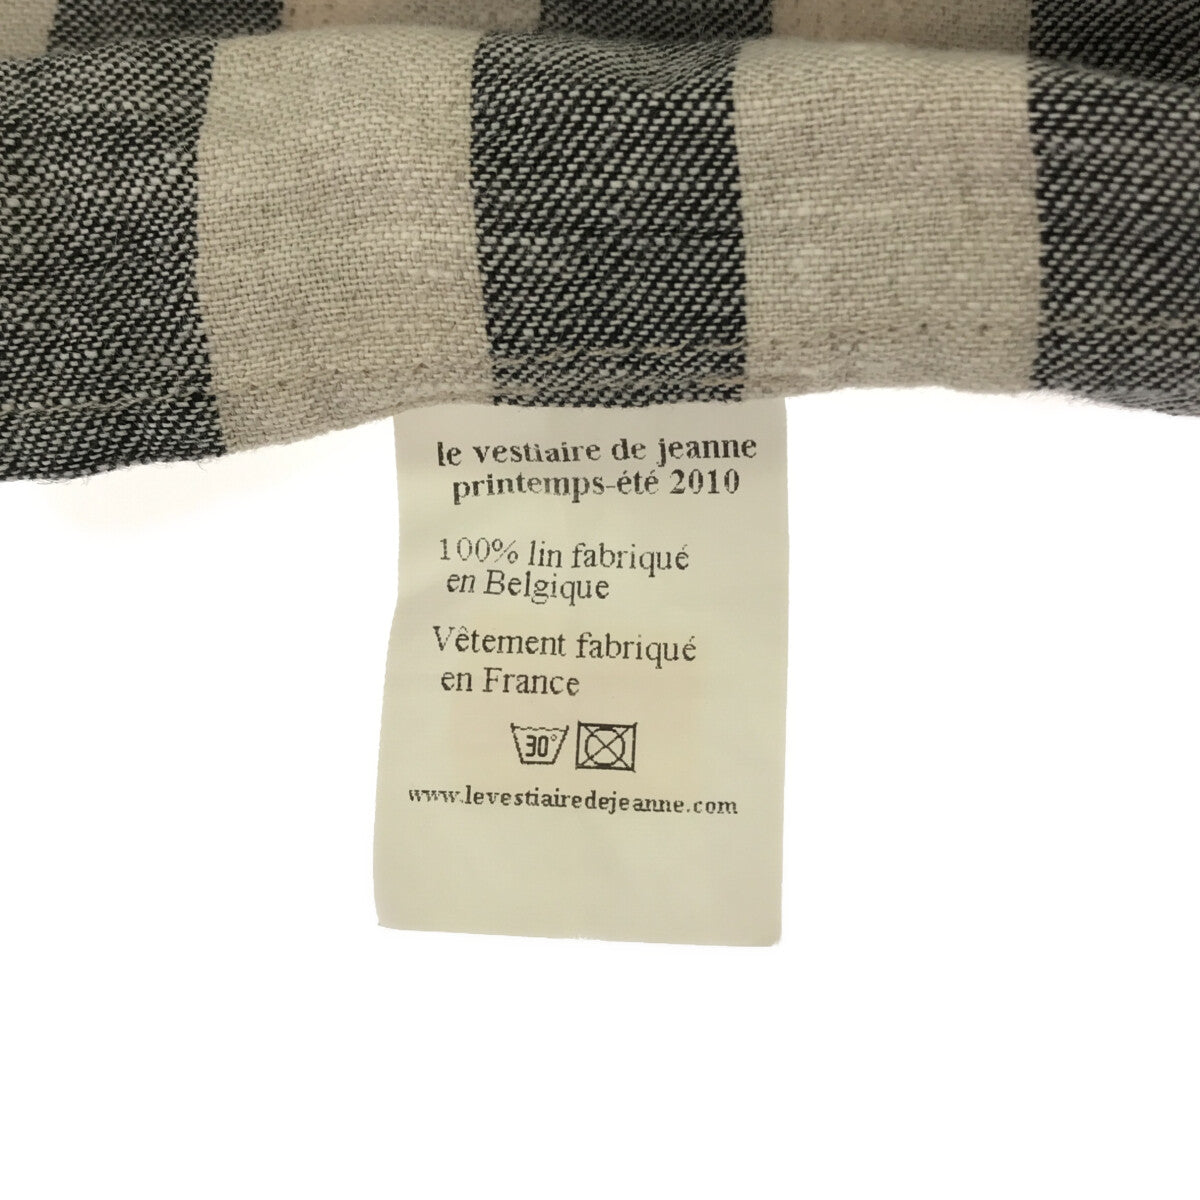 le vestiaire de jeanne
printemps-été 2010
100% lin fabriqué
en Belgique
Vêtement fabriqué
en France
30°
www.levestiairedejeanne.com